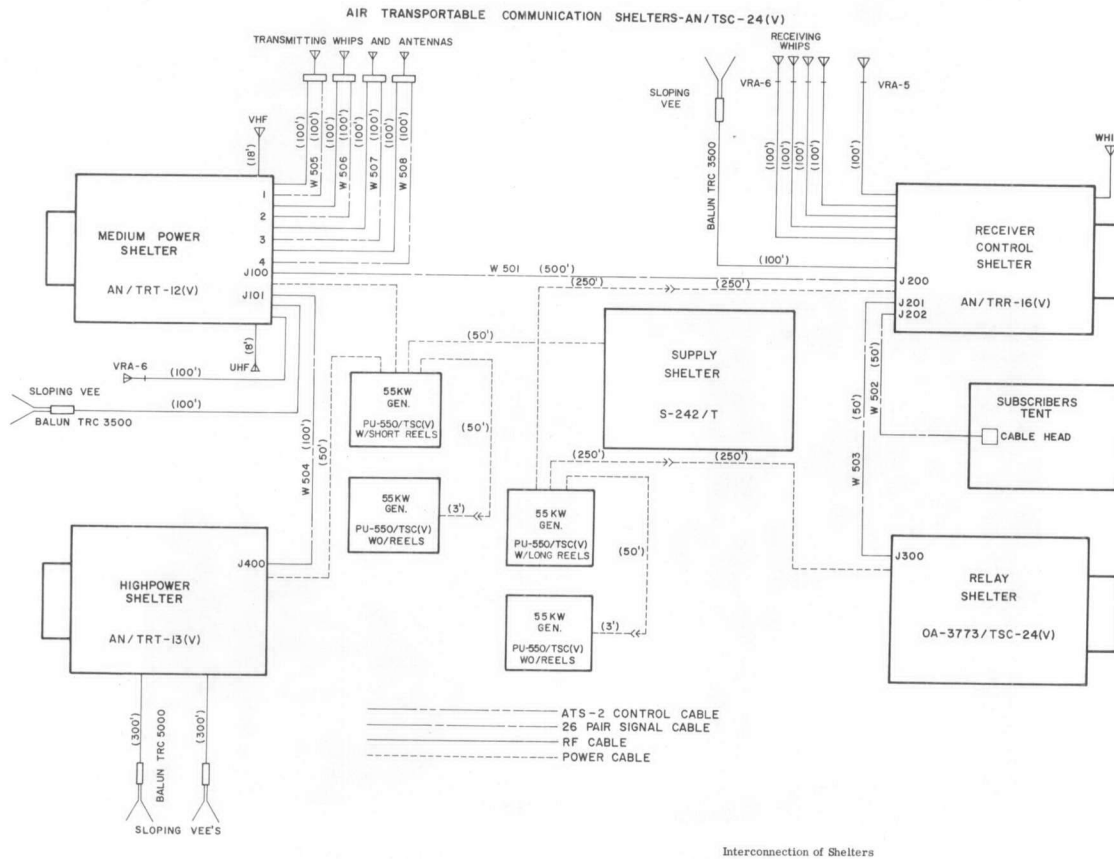 AIR TRANSPORTABLE COMMUNICATION SHELTERS-AN/TSC-24(V)
TRANSMITTING WHIPS AND ANTENNAS
VHF
(18')
(100')
(100')
W 505
(100')
(100')
W 506
(100')
(100')
W 507
(100')
(100')
W 508
1
2
3
4
MEDIUM POWER
SHELTER
AN/TRT-12(V)
J100
J101
VRA-6
(100')
(8')
UHF
SLOPING VEE
(100')
BALUN TRC 3500
SLOPING
VEE
BALUN TRC 3500
(100')
RECEIVING
WHIPS
VRA-6
VRA-5
(100')
(100')
(100')
(100')
(100')
RECEIVER
CONTROL
SHELTER
AN/TRR-16(V)
J200
J201
J202
W 501 (500')
(250')
(250')
(50')
SUPPLY
SHELTER
S-242/T
55KW
GEN.
PU-550/TSC(V)
W/SHORT REELS
(50')
55KW
GEN.
PU-550/TSC(V)
WO/REELS
(3')
W 504 (100')
(50')
(250')
(250')
55KW
GEN.
PU-550/TSC(V)
W/LONG REELS
(50')
55KW
GEN.
PU-550/TSC(V)
WO/REELS
(3')
W 502 (50')
W 503 (50')
SUBSCRIBERS
TENT
CABLE HEAD
J300
RELAY
SHELTER
OA-3773/TSC-24(V)
J400
HIGHPOWER
SHELTER
AN/TRT-13(V)
(300')
BALUN TRC 5000
(300')
SLOPING VEE'S
ATS-2 CONTROL CABLE
26 PAIR SIGNAL CABLE
RF CABLE
POWER CABLE
Interconnection of Shelters